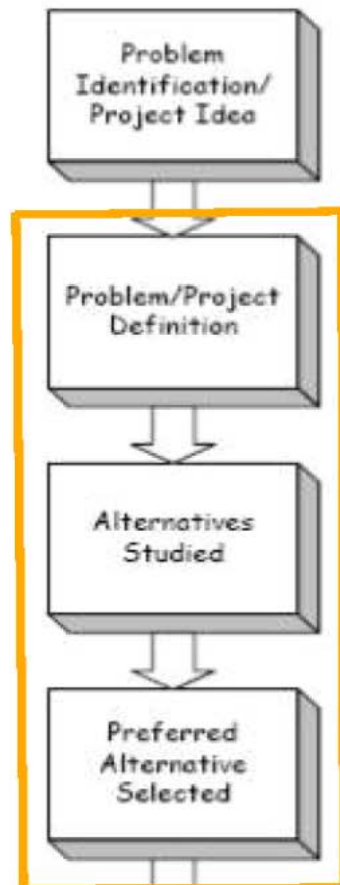 Problem
Identification/
Project Idea
Problem/Project
Definition
Alternatives
Studied
Preferred
Alternative
Selected